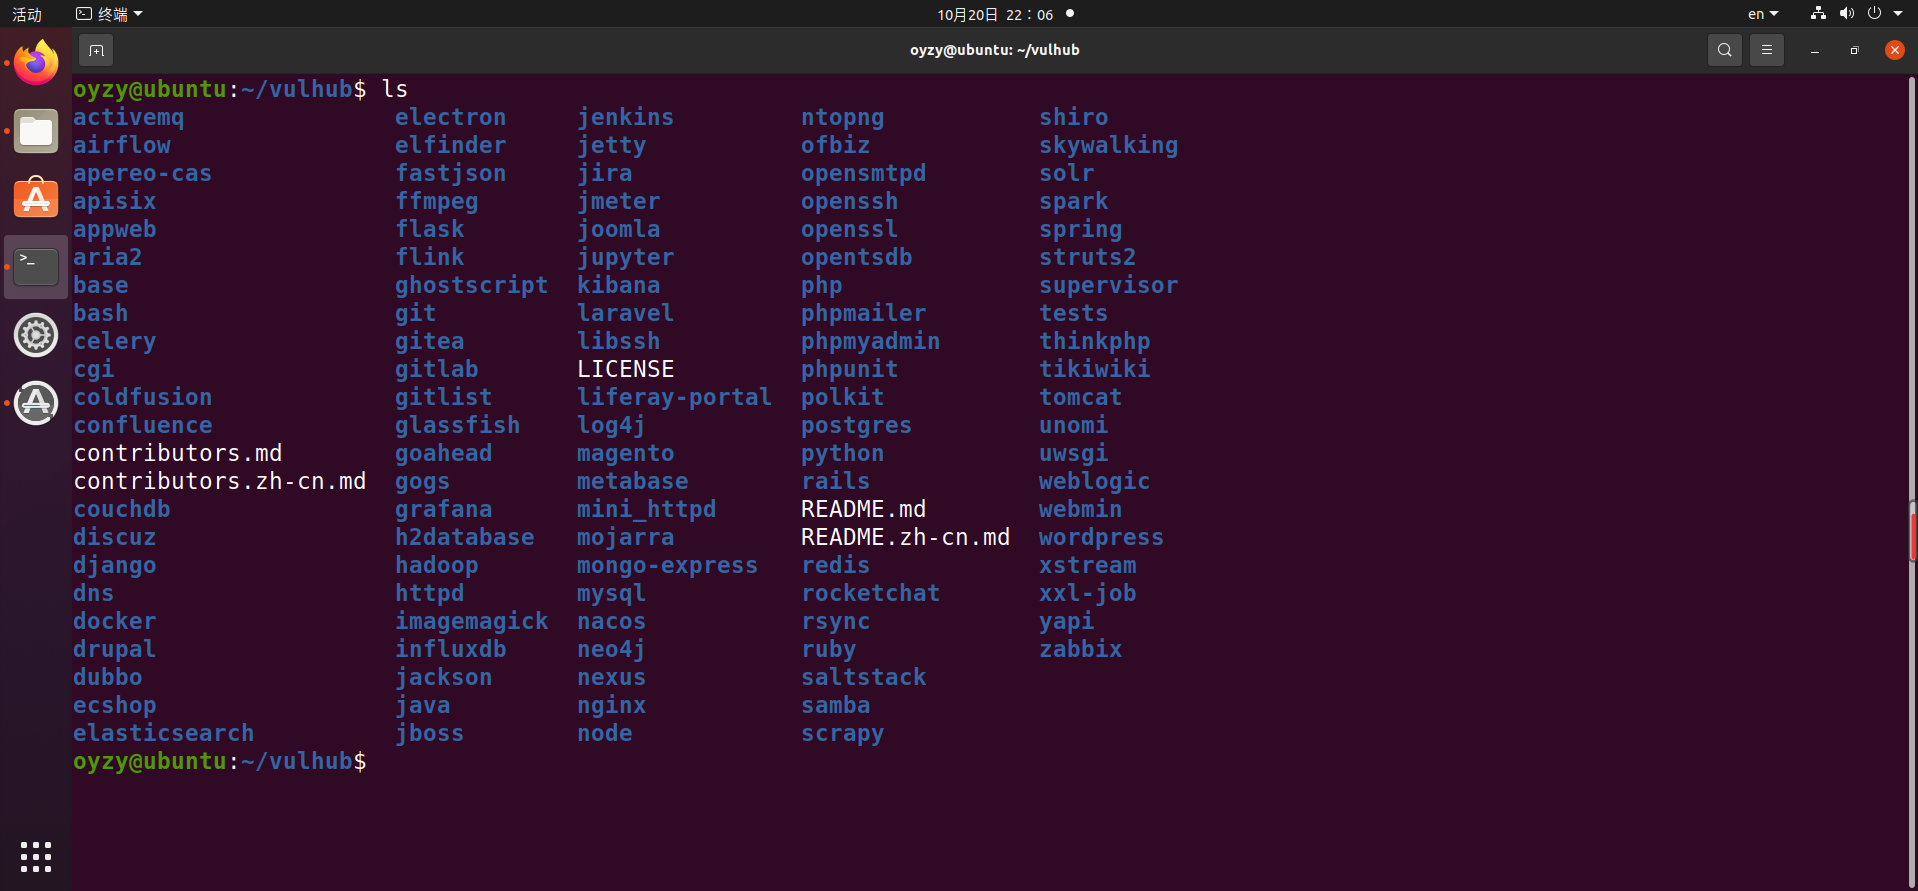 活动 终端 10月20日 22：06 en
oyzy@ubuntu: ~/vulhub
oyzy@ubuntu:~/vulhub$ ls
activemq electron jenkins ntopng shiro
airflow elfinder jetty ofbiz skywalking
apereo-cas fastjson jira opensmtpd solr
apisix ffmpeg jmeter openssh spark
appweb flask joomla openssl spring
aria2 flink jupyter opentsdb struts2
base ghostscript kibana php supervisor
bash git laravel phpmailer tests
celery gitea libssh phpmyadmin thinkphp
cgi gitlab LICENSE phpunit tikiwiki
coldfusion gitlist liferay-portal polkit tomcat
confluence glassfish log4j postgres unomi
contributors.md goahead magento python uwsgi
contributors.zh-cn.md gogs metabase rails weblogic
couchdb grafana mini_httpd README.md webmin
discuz h2database mojarra README.zh-cn.md wordpress
django hadoop mongo-express redis xstream
dns httpd mysql rocketchat xxl-job
docker imagemagick nacos rsync yapi
drupal influxdb neo4j ruby zabbix
dubbo jackson nexus saltstack
ecshop java nginx samba
elasticsearch jboss node scrapy
oyzy@ubuntu:~/vulhub$